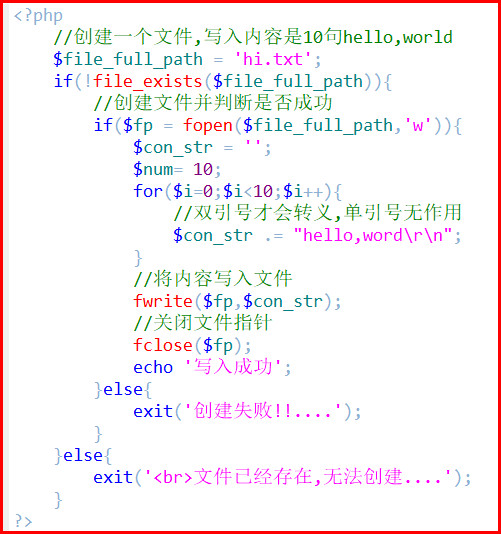 <?php
//创建一个文件,写入内容是10句hello,world
$file_full_path = 'hi.txt';
if(!file_exists($file_full_path)){
//创建文件并判断是否成功
if($fp = fopen($file_full_path,'w')){
$con_str = '';
$num= 10;
for($i=0;$i<10;$i++){
//双引号才会转义,单引号无作用
$con_str .= "hello,word\r\n";
}
//将内容写入文件
fwrite($fp,$con_str);
//关闭文件指针
fclose($fp);
echo '写入成功';
}else{
exit('创建失败!!....');
}
}else{
exit('<br>文件已经存在,无法创建....');
}
?>